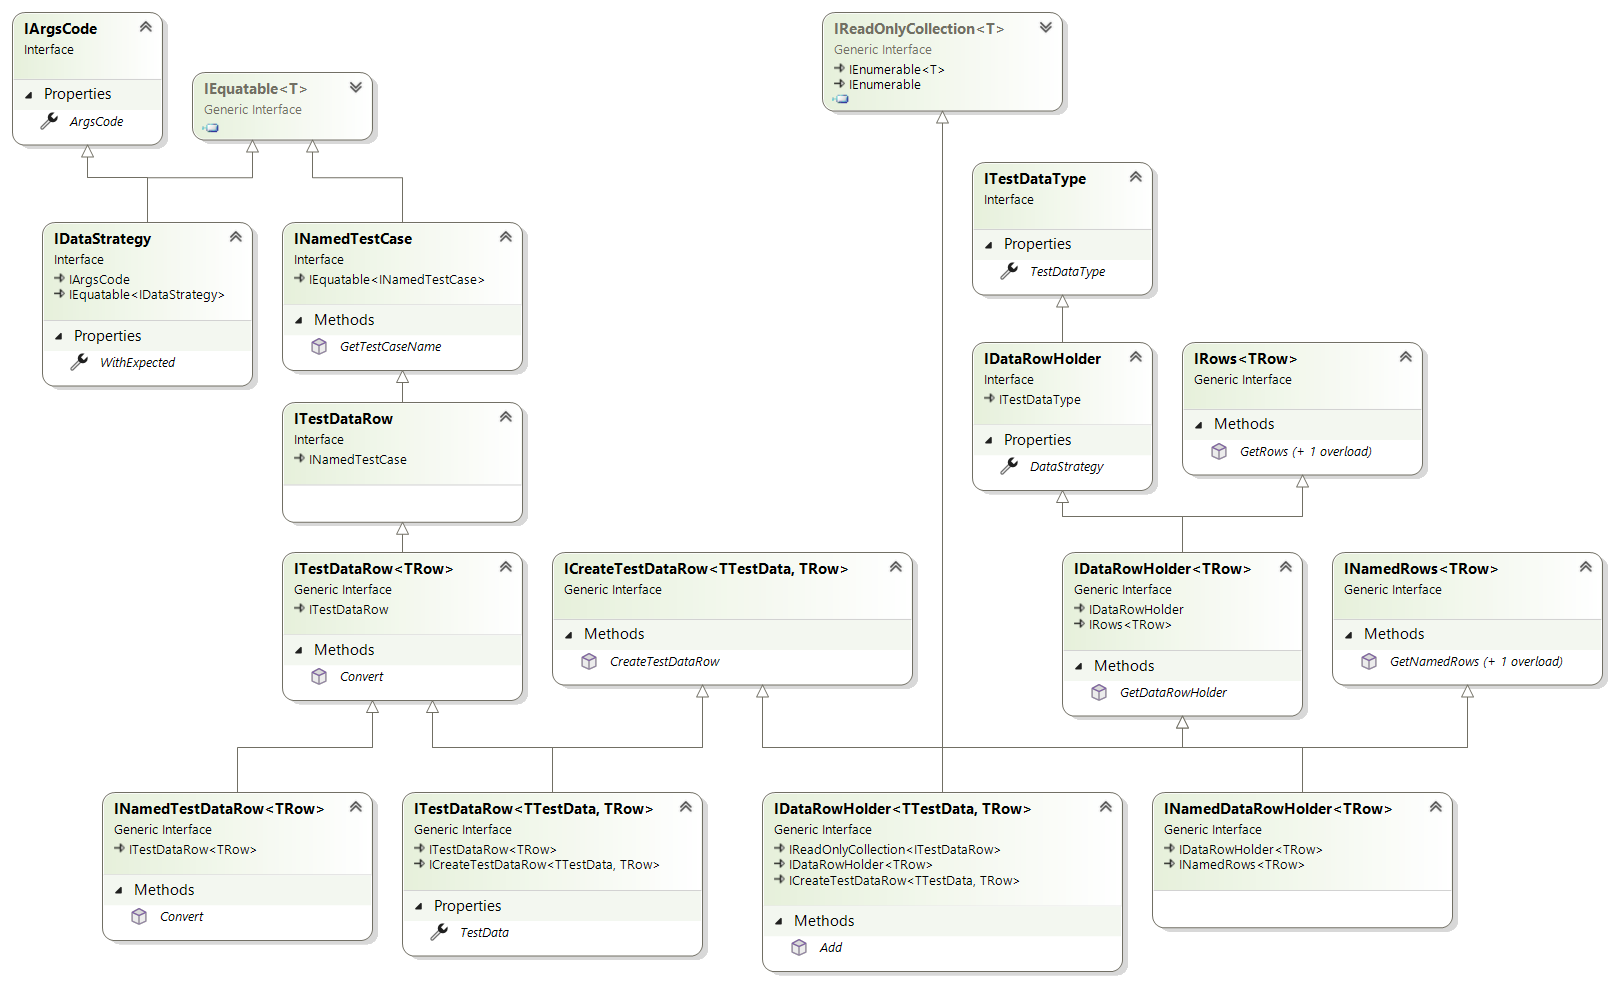 IArgsCode
Interface
Properties
ArgsCode
IEquatable<T>
Generic Interface
IReadOnlyCollection<T>
Generic Interface
IEnumerable<T>
IEnumerable
ITestDataType
Interface
Properties
TestDataType
IDataStrategy
Interface
IArgsCode
IEquatable<IDataStrategy>
Properties
WithExpected
INamedTestCase
Interface
IEquatable<INamedTestCase>
Methods
GetTestCaseName
IDataRowHolder
Interface
ITestDataType
Properties
DataStrategy
IRows<TRow>
Generic Interface
Methods
GetRows (+ 1 overload)
ITestDataRow
Interface
INamedTestCase
ITestDataRow<TRow>
Generic Interface
ITestDataRow
Methods
Convert
ICreateTestDataRow<TTestData, TRow>
Generic Interface
Methods
CreateTestDataRow
IDataRowHolder<TRow>
Generic Interface
IDataRowHolder
IRows<TRow>
Methods
GetDataRowHolder
INamedRows<TRow>
Generic Interface
Methods
GetNamedRows (+ 1 overload)
INamedTestDataRow<TRow>
Generic Interface
ITestDataRow<TRow>
Methods
Convert
ITestDataRow<TTestData, TRow>
Generic Interface
ITestDataRow<TRow>
ICreateTestDataRow<TTestData, TRow>
Properties
TestData
IDataRowHolder<TTestData, TRow>
Generic Interface
IReadOnlyCollection<ITestDataRow>
IDataRowHolder<TRow>
ICreateTestDataRow<TTestData, TRow>
Methods
Add
INamedDataRowHolder<TRow>
Generic Interface
IDataRowHolder<TRow>
INamedRows<TRow>